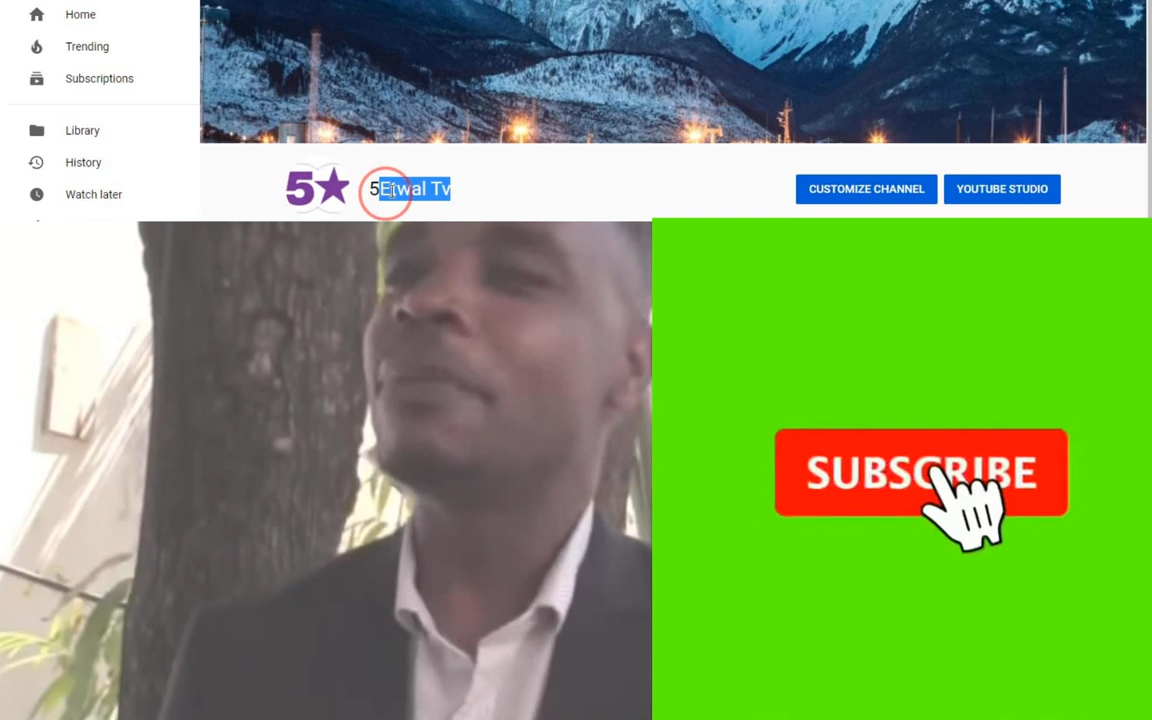 Home
Trending
Subscriptions
Library
History
Watch later
5★
5Etwal Tv
CUSTOMIZE CHANNEL
YOUTUBE STUDIO
SUBSCRIBE